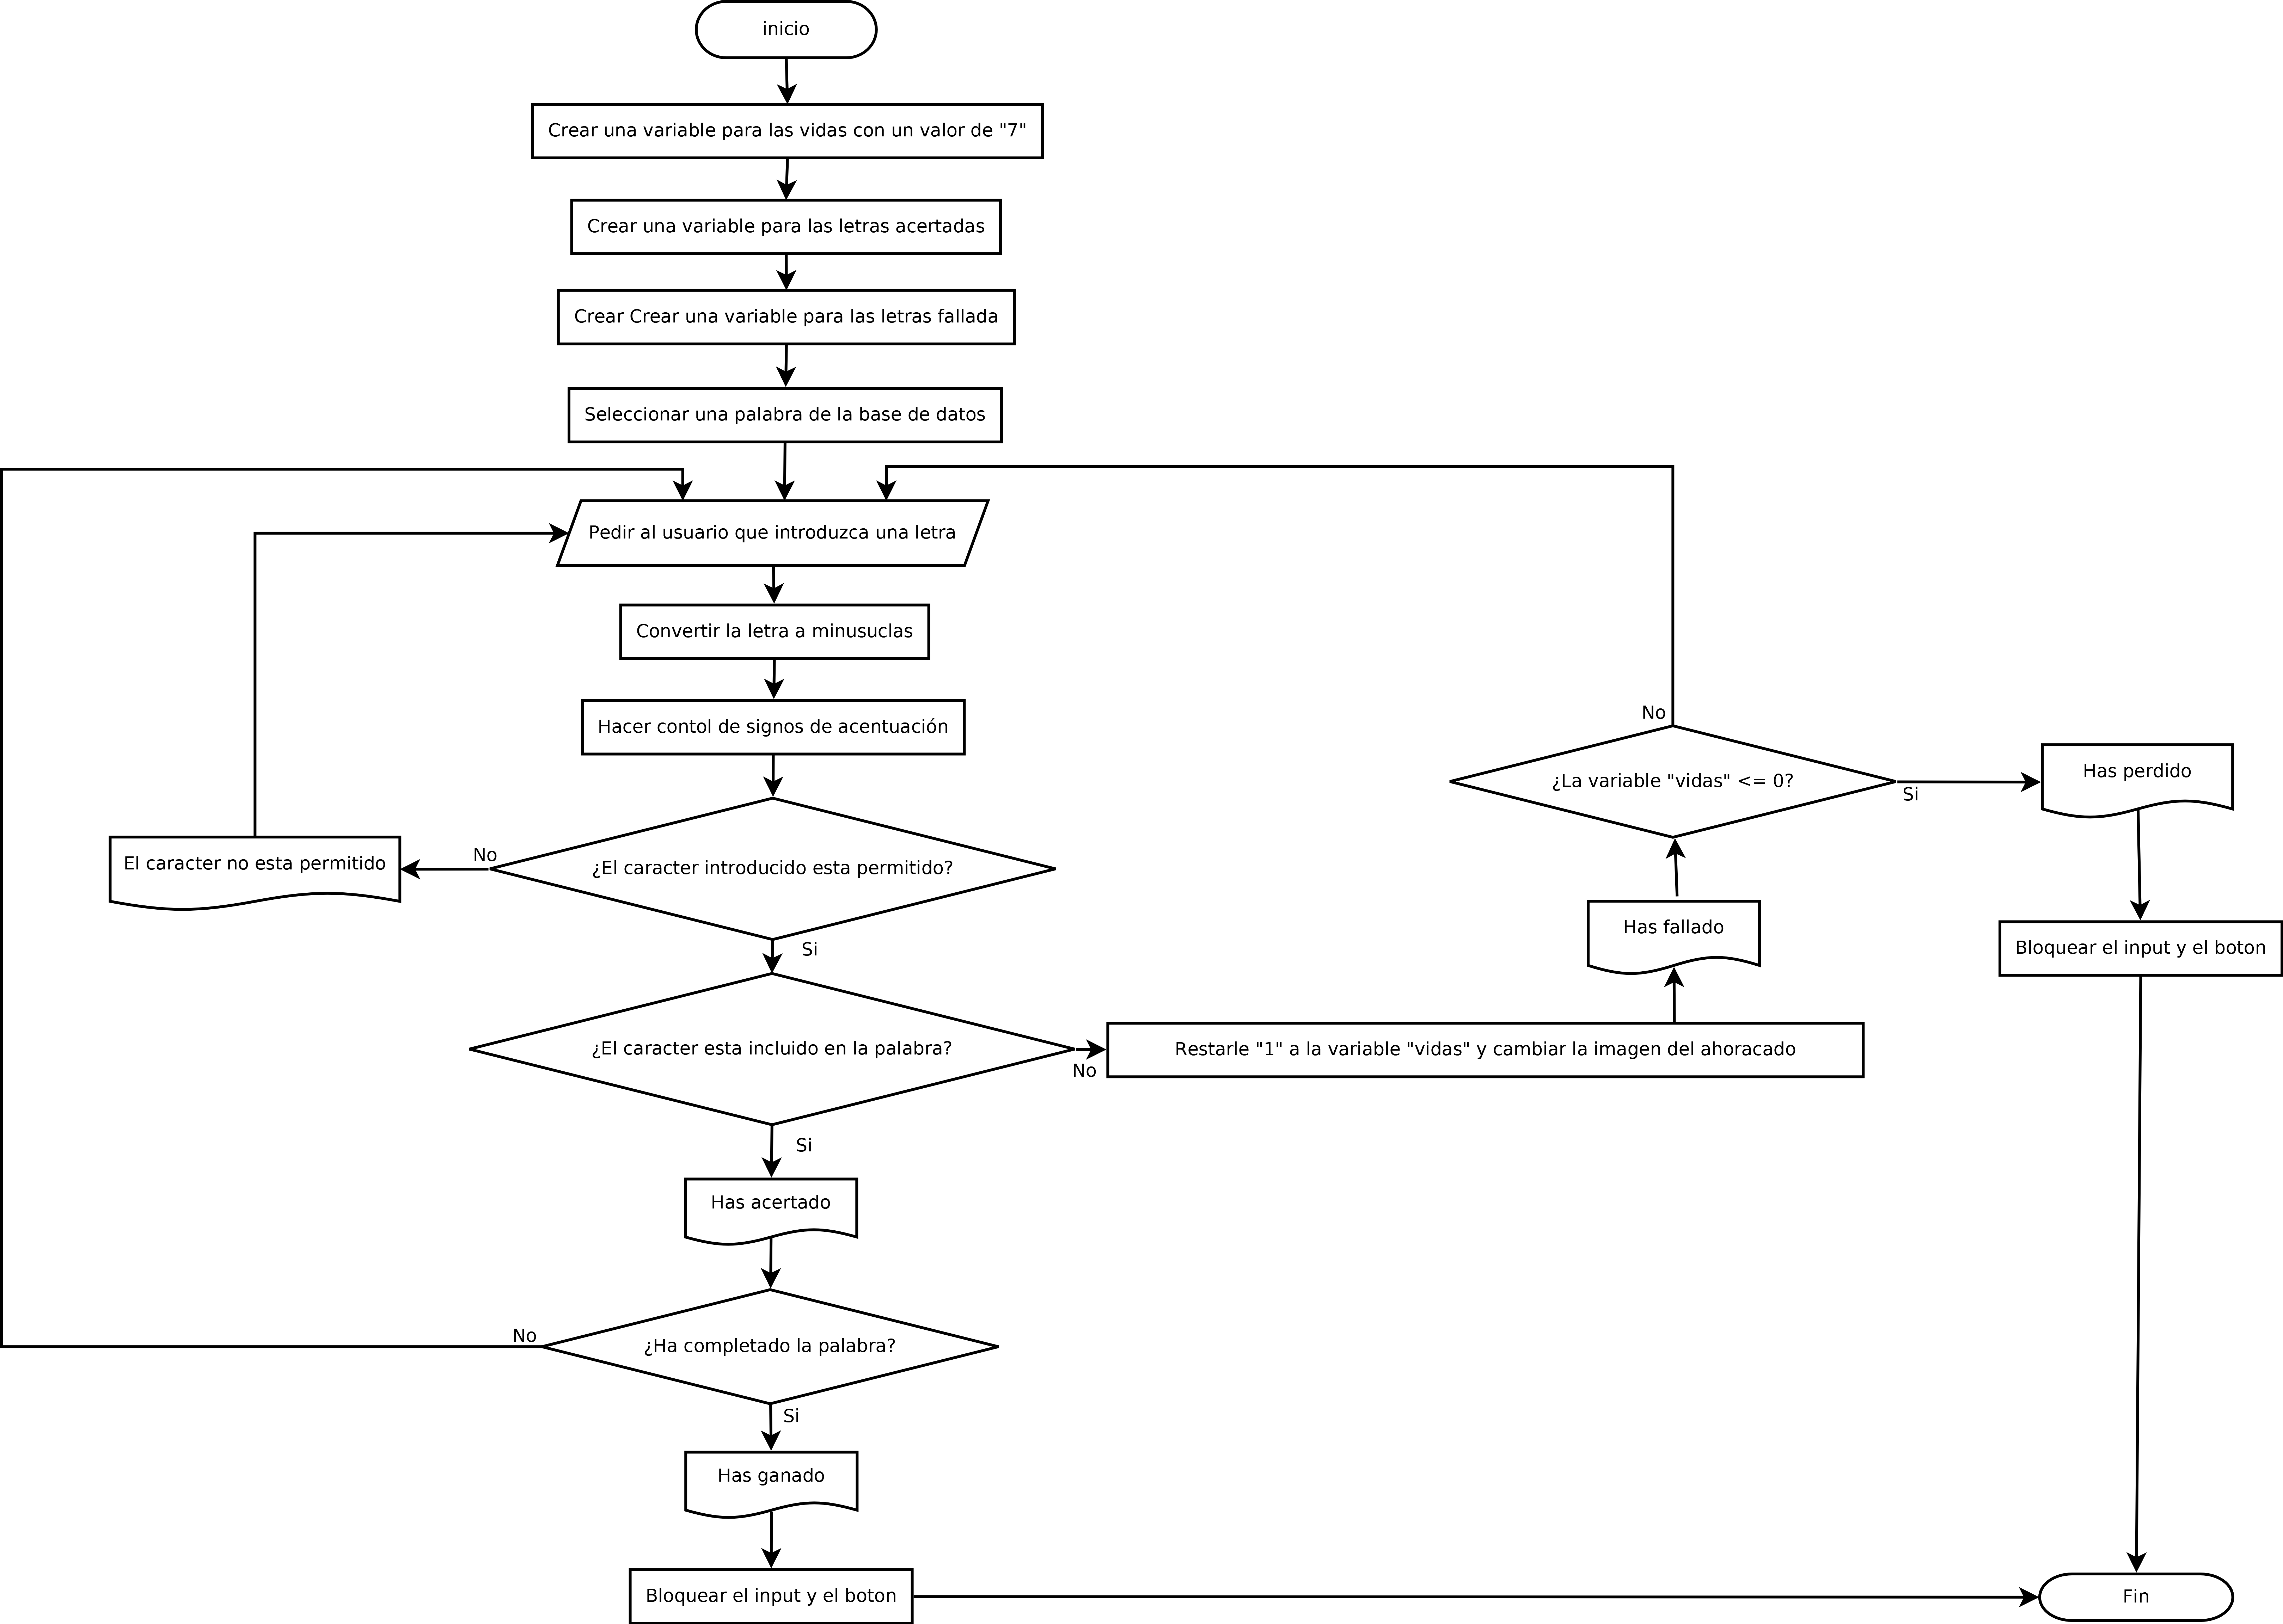 inicio
Crear una variable para las vidas con un valor de "7"
Crear una variable para las letras acertadas
Crear Crear una variable para las letras fallada
Seleccionar una palabra de la base de datos
Pedir al usuario que introduzca una letra
Convertir la letra a minusuclas
Hacer contol de signos de acentuación
No
¿La variable "vidas" <= 0?
Si
Has perdido
El caracter no esta permitido
No
¿El caracter introducido esta permitido?
Si
Has fallado
Bloquear el input y el boton
¿El caracter esta incluido en la palabra?
No
Restarle "1" a la variable "vidas" y cambiar la imagen del ahoracado
Si
Has acertado
No
¿Ha completado la palabra?
Si
Has ganado
Bloquear el input y el boton
Fin